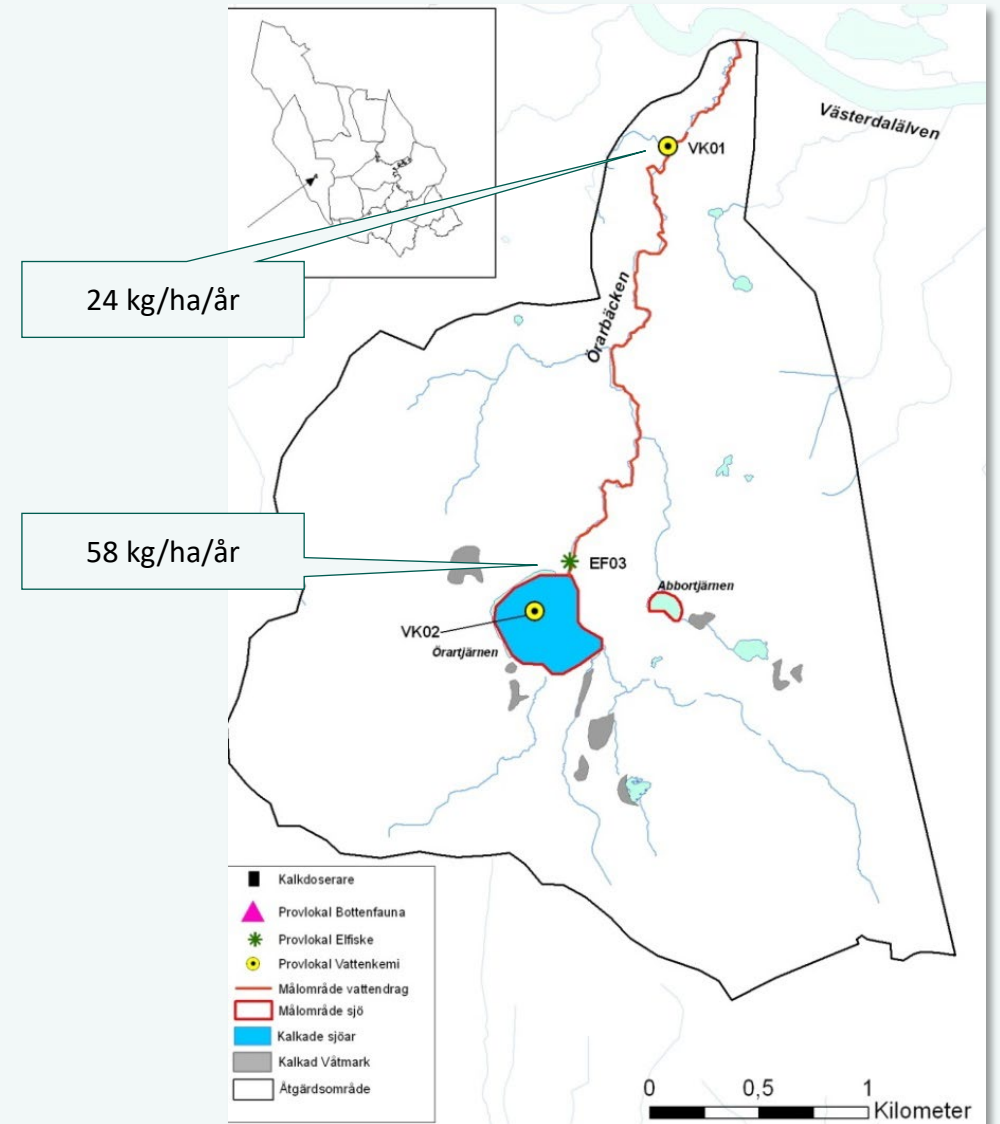 Västerdalälven
VK01
24 kg/ha/år
Örarbäcken
58 kg/ha/år
EF03
Abbortjärnen
VK02
Örartjärnen
Kalkdoserare
Provlokal Bottenfauna
Provlokal Elfiske
Provlokal Vattenkemi
Målområde vattendrag
Målområde sjö
Kalkade sjöar
Kalkad Våtmark
Åtgärdsområde
0 0,5 1
Kilometer